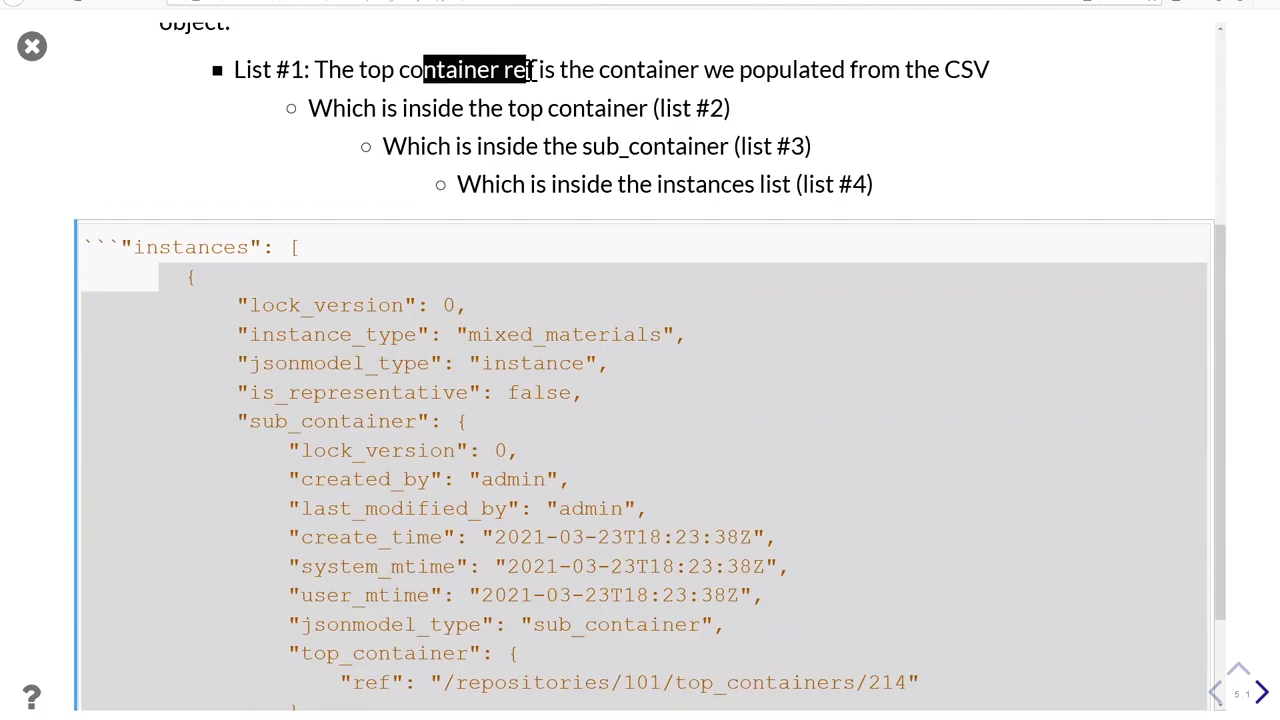 object.
List #1: The top container ref is the container we populated from the CSV
Which is inside the top container (list #2)
Which is inside the sub_container (list #3)
Which is inside the instances list (list #4)
```"instances": [
{
"lock_version": 0,
"instance_type": "mixed_materials",
"jsonmodel_type": "instance",
"is_representative": false,
"sub_container": {
"lock_version": 0,
"created_by": "admin",
"last_modified_by": "admin",
"create_time": "2021-03-23T18:23:38Z",
"system_mtime": "2021-03-23T18:23:38Z",
"user_mtime": "2021-03-23T18:23:38Z",
"jsonmodel_type": "sub_container",
"top_container": {
"ref": "/repositories/101/top_containers/214"
}
?
5.1